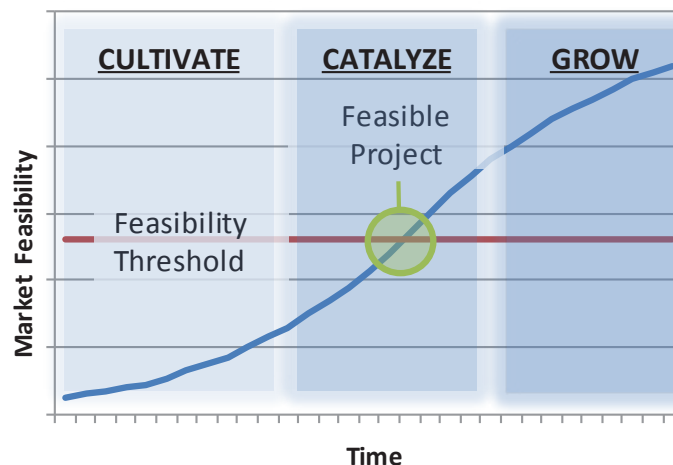 CULTIVATE
CATALYZE
GROW
Feasible
Project
Feasibility
Threshold
Market Feasibility
Time